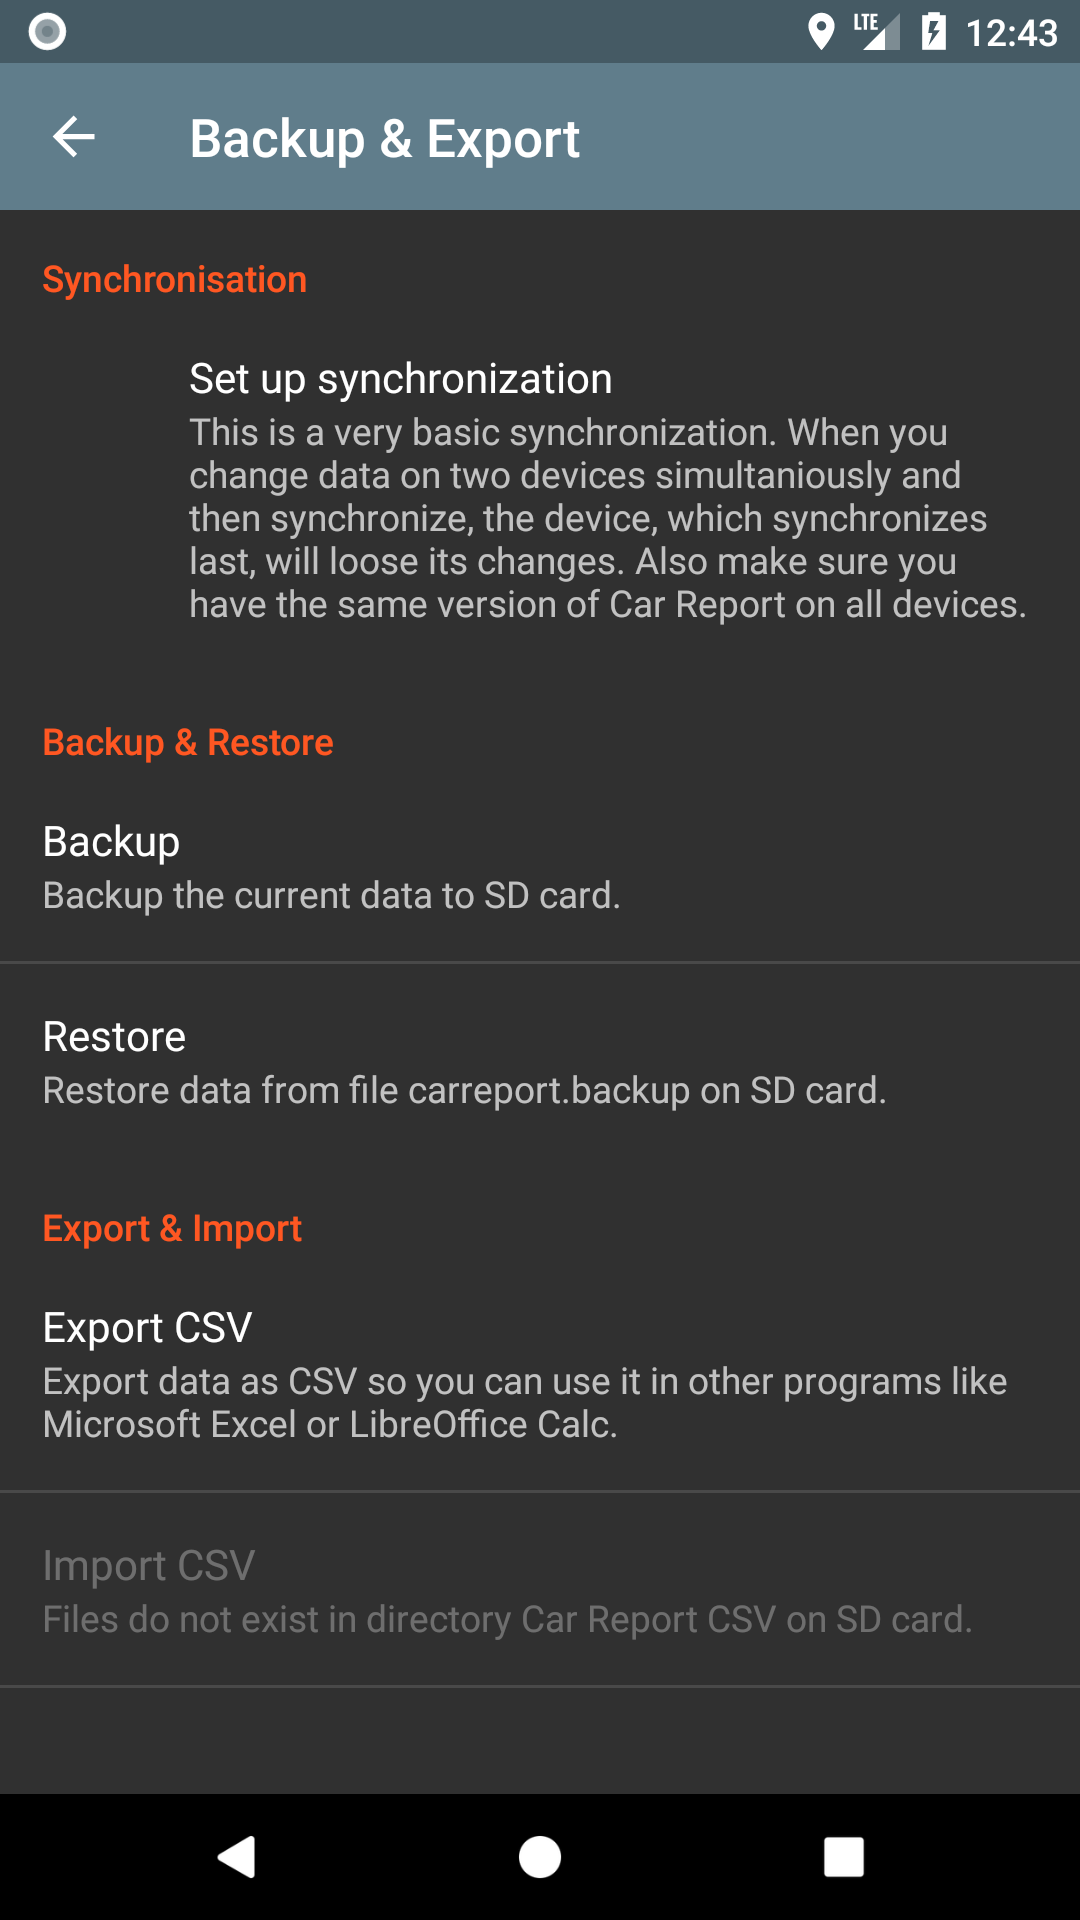 LTE 12:43
Backup & Export
Synchronisation
Set up synchronization
This is a very basic synchronization. When you
change data on two devices simultaniously and
then synchronize, the device, which synchronizes
last, will loose its changes. Also make sure you
have the same version of Car Report on all devices.
Backup & Restore
Backup
Backup the current data to SD card.
Restore
Restore data from file carreport.backup on SD card.
Export & Import
Export CSV
Export data as CSV so you can use it in other programs like
Microsoft Excel or LibreOffice Calc.
Import CSV
Files do not exist in directory Car Report CSV on SD card.